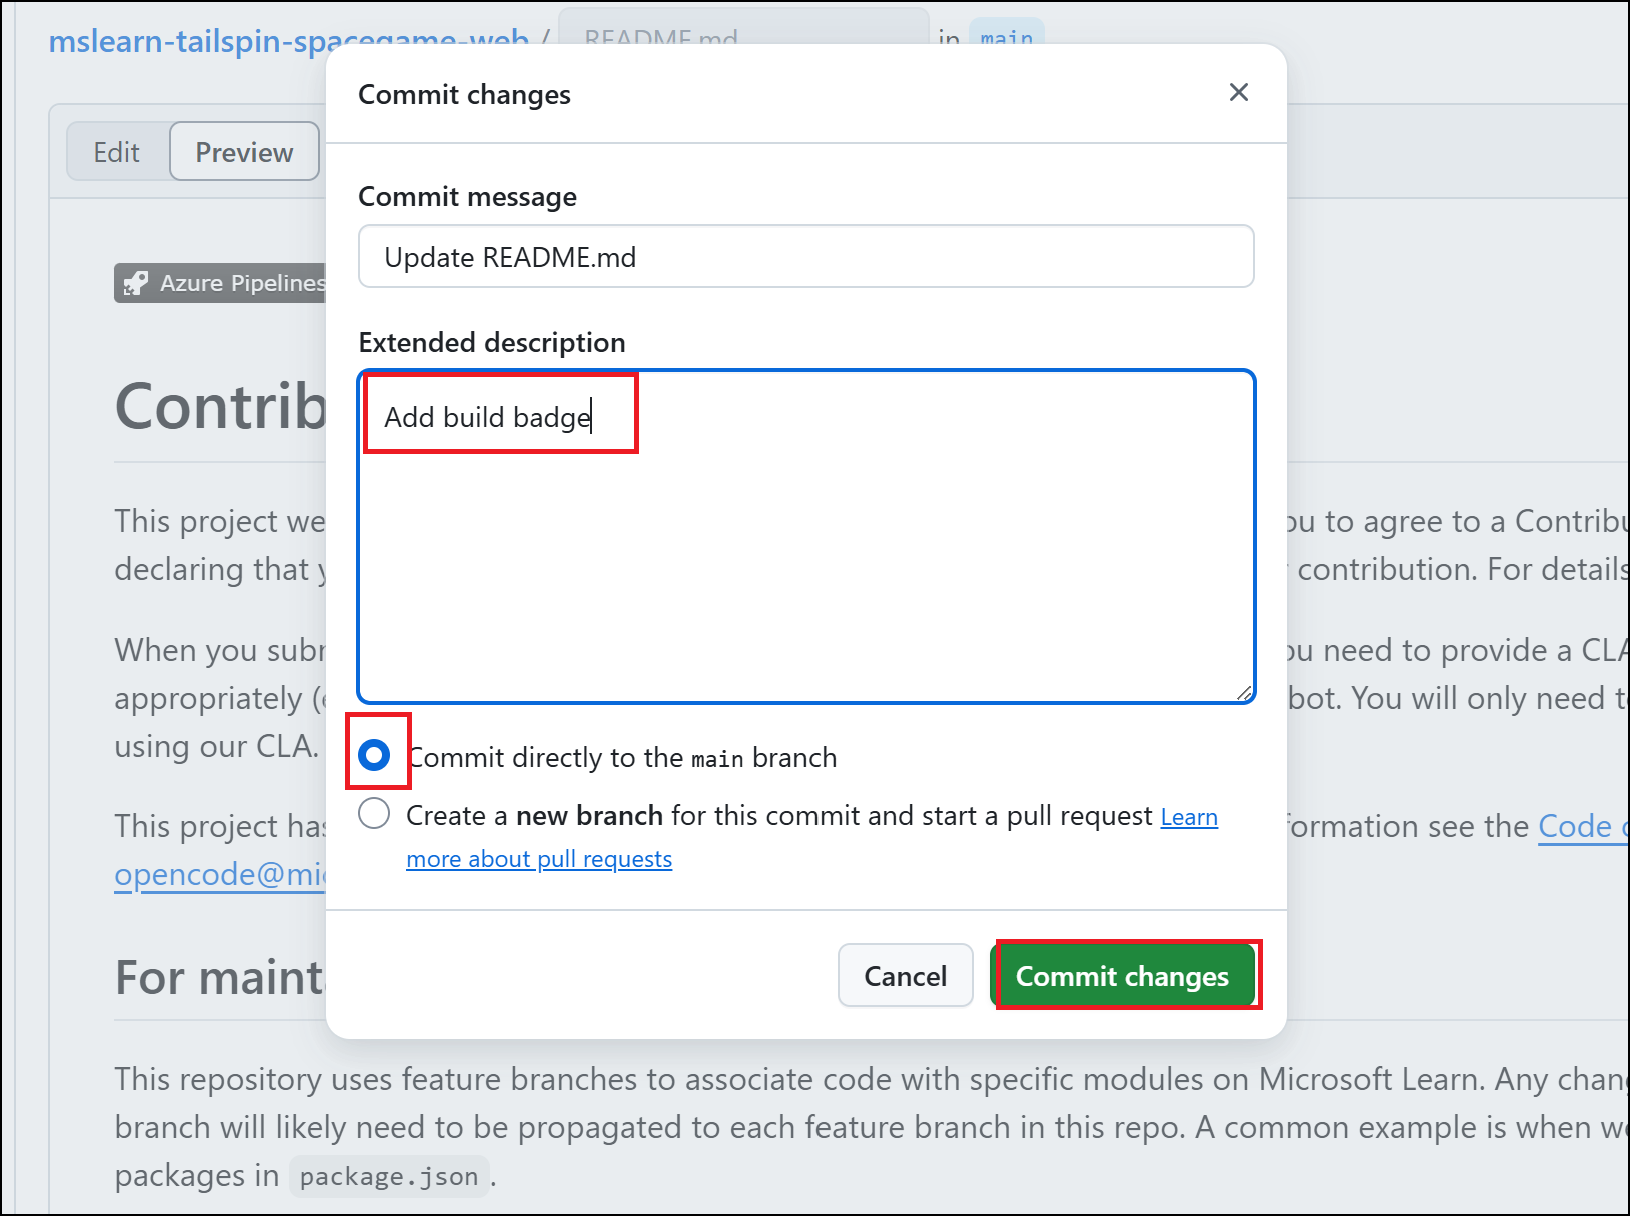 mslearn-tailspin-spacegame-web / README.md in main
Commit changes
Edit Preview
Commit message
Update README.md
Azure Pipelines
Extended description
Add build badge
Contrib
This project we
ou to agree to a Contribu
declaring that y
contribution. For details
When you subm
ou need to provide a CLA
appropriately (e
bot. You will only need to
using our CLA.
Commit directly to the main branch
Create a new branch for this commit and start a pull request Learn
more about pull requests
This project has
formation see the Code o
opencode@mic
Cancel Commit changes
For mainta
This repository uses feature branches to associate code with specific modules on Microsoft Learn. Any chang
branch will likely need to be propagated to each feature branch in this repo. A common example is when we
packages in package.json.